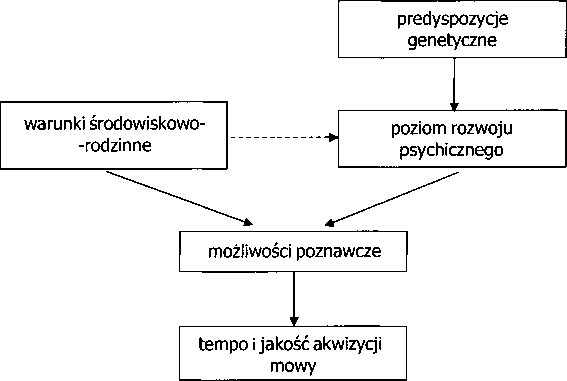 predyspozycje
genetyczne
warunki środowiskowo-
-rodzinne
poziom rozwoju
psychicznego
możliwości poznawcze
tempo i jakość akwizycji
mowy